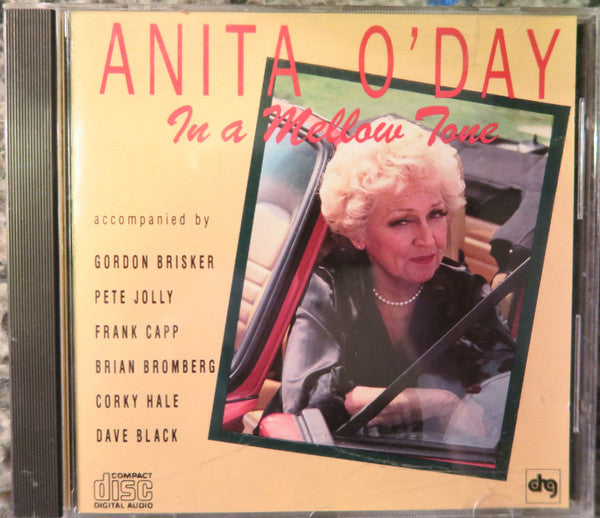 ANITA O'DAY
In a Mellow Tone
accompanied by
GORDON BRISKER
PETE JOLLY
FRANK CAPP
BRIAN BROMBERG
CORKY HALE
DAVE BLACK
COMPACT
disc
DIGITAL AUDIO
drg